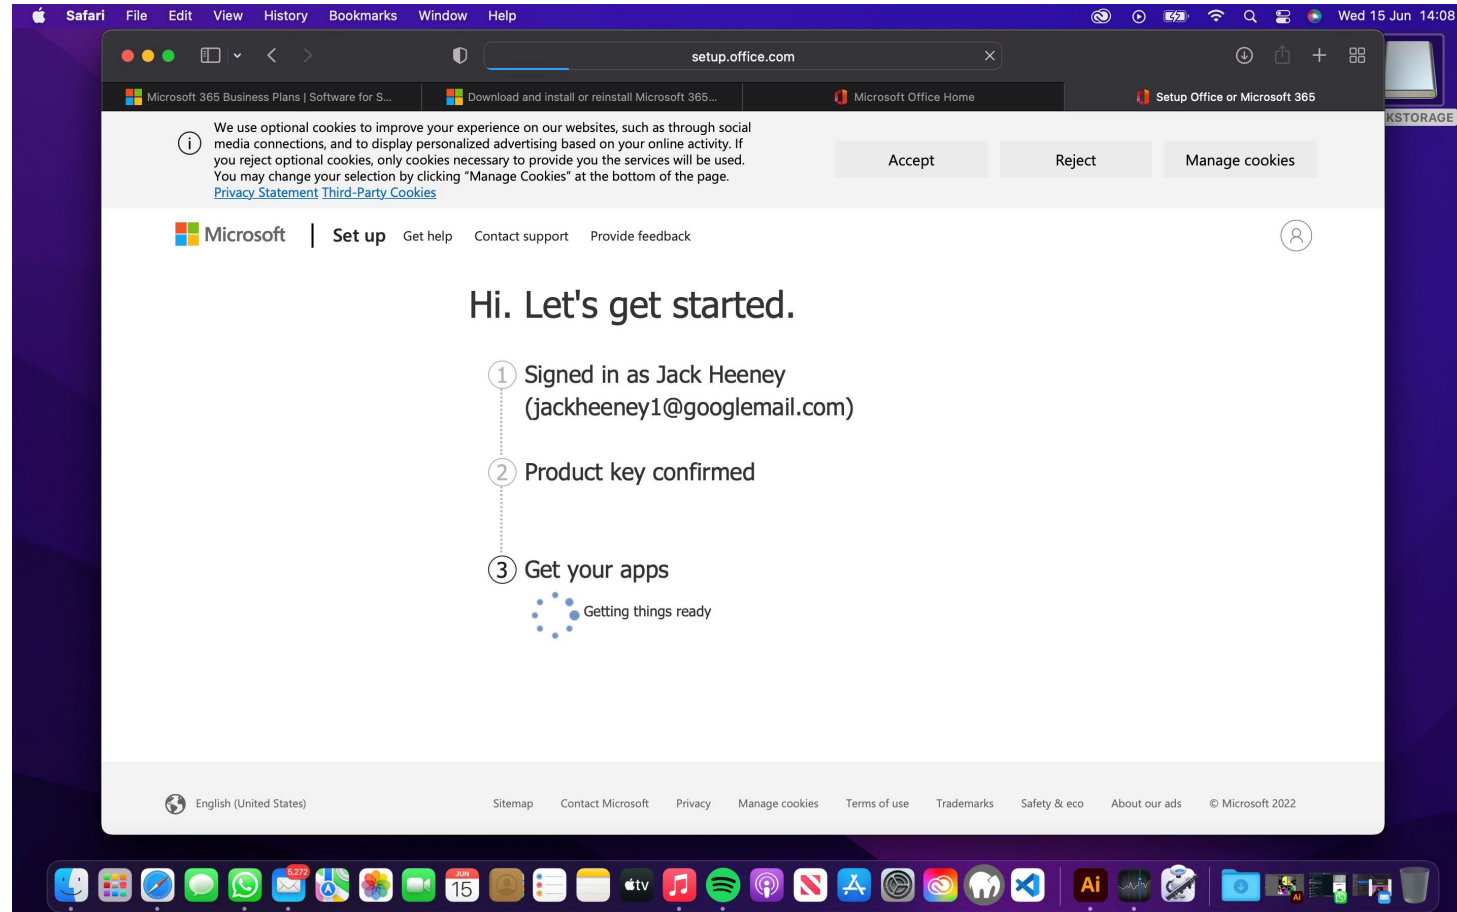 Safari File Edit View History Bookmarks Window Help Wed 15 Jun 14:08
setup.office.com
Microsoft 365 Business Plans | Software for S... Download and install or reinstall Microsoft 365... Microsoft Office Home Setup Office or Microsoft 365
KSTORAGE
We use optional cookies to improve your experience on our websites, such as through social
media connections, and to display personalized advertising based on your online activity. If
you reject optional cookies, only cookies necessary to provide you the services will be used.
You may change your selection by clicking “Manage Cookies” at the bottom of the page.
Privacy Statement Third-Party Cookies
Accept Reject Manage cookies
Microsoft | Set up Get help Contact support Provide feedback
Hi. Let's get started.
1 Signed in as Jack Heeney
(jackheeney1@googlemail.com)
2 Product key confirmed
3 Get your apps
Getting things ready
English (United States) Sitemap Contact Microsoft Privacy Manage cookies Terms of use Trademarks Safety & eco About our ads © Microsoft 2022
5,272
JUN
15
tv
Ai